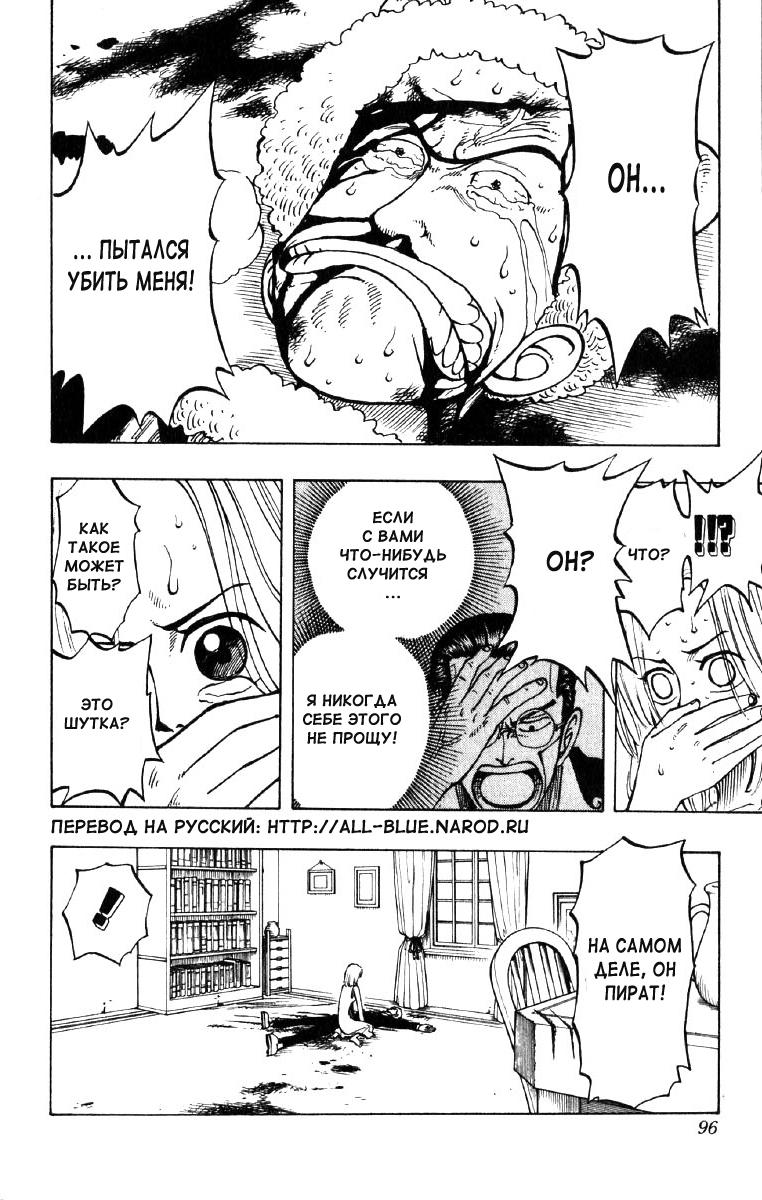 ОН...
... ПЫТАЛСЯ
УБИТЬ МЕНЯ!
КАК
ТАКОЕ
МОЖЕТ
БЫТЬ?
ЭТО
ШУТКА?
ЕСЛИ
С ВАМИ
ЧТО-НИБУДЬ
СЛУЧИТСЯ
...
Я НИКОГДА
СЕБЕ ЭТОГО
НЕ ПРОЩУ!
ОН?
ЧТО?
!!?
ПЕРЕВОД НА РУССКИЙ: HTTP://ALL-BLUE.NAROD.RU
!
НА САМОМ
ДЕЛЕ, ОН
ПИРАТ!
96